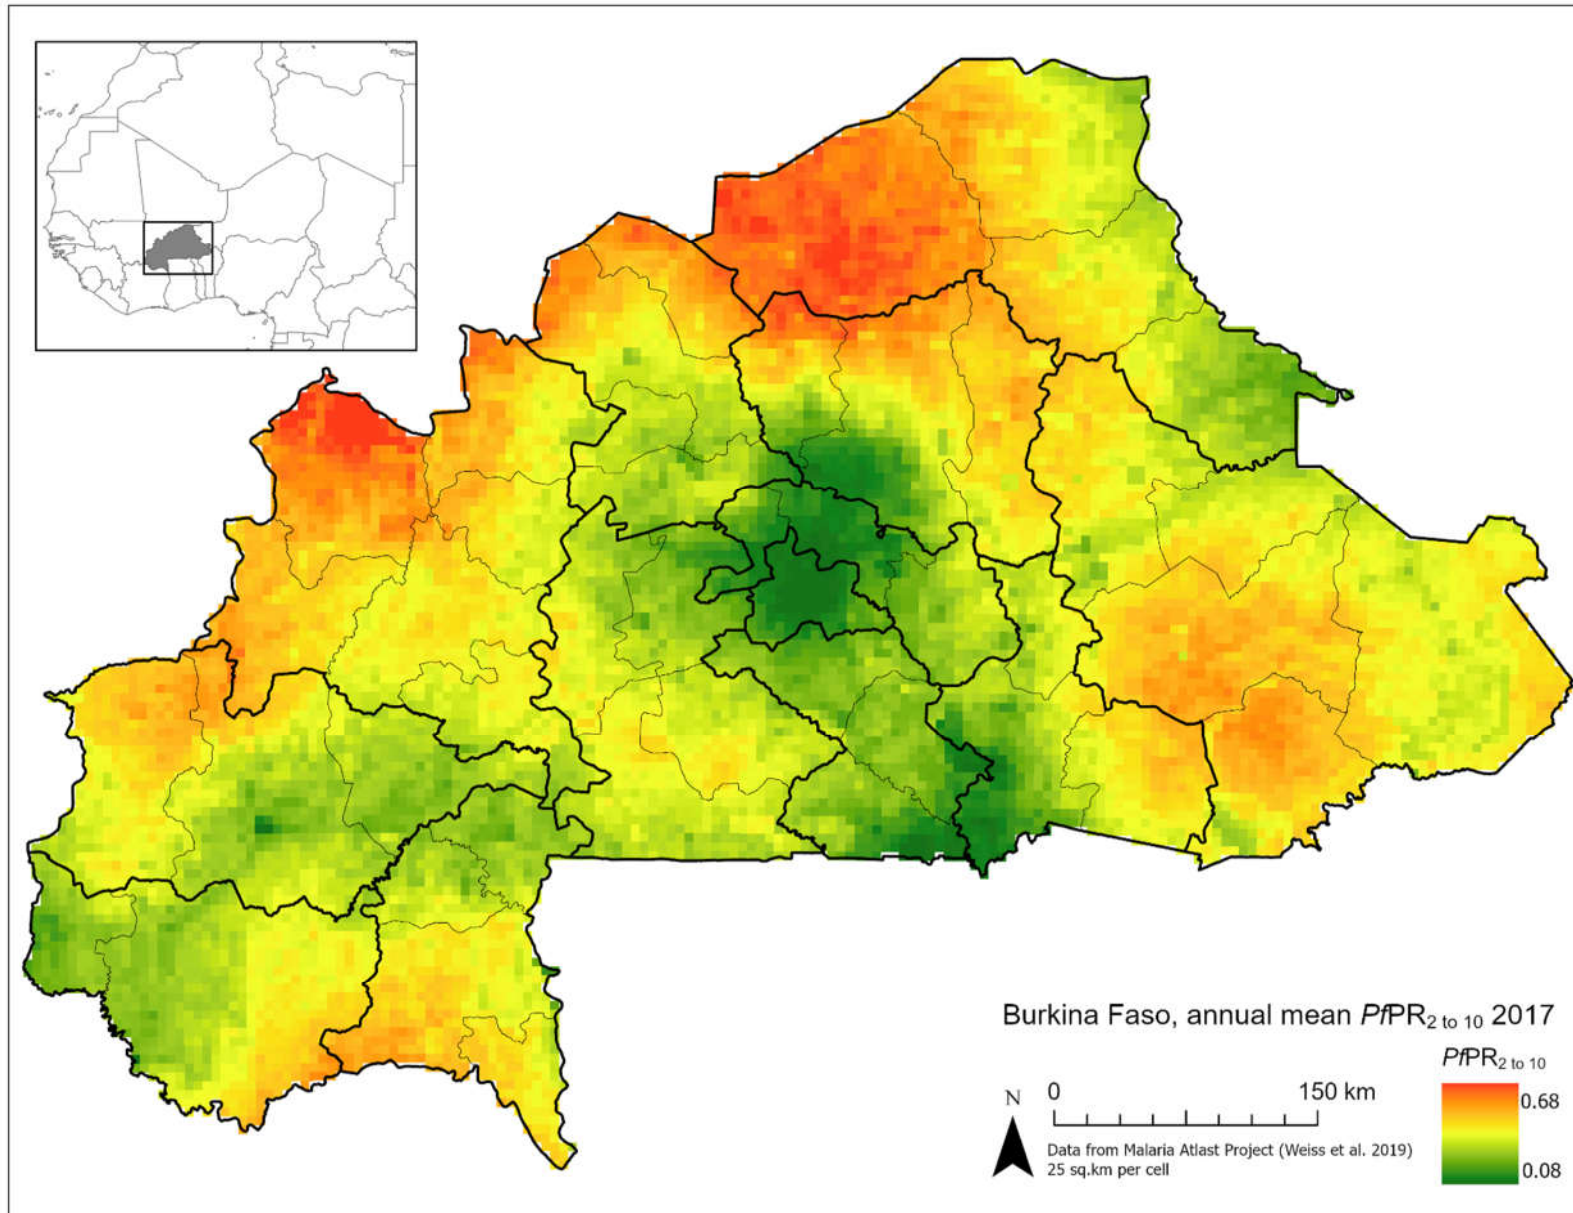 Burkina Faso, annual mean PfPR2 to 10 2017
PfPR2 to 10
0.68
0.08
N
0 150 km
Data from Malaria Atlast Project (Weiss et al. 2019)
25 sq.km per cell